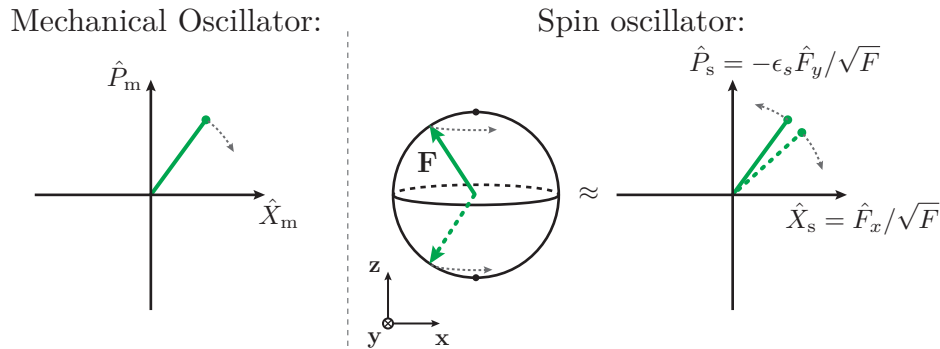 Mechanical Oscillator:
Spin oscillator:
P̂ₘ
P̂ₛ = −ϵₛF̂ᵧ/√F
F
≈
X̂ₘ
X̂ₛ = F̂ₓ/√F
z
y
x